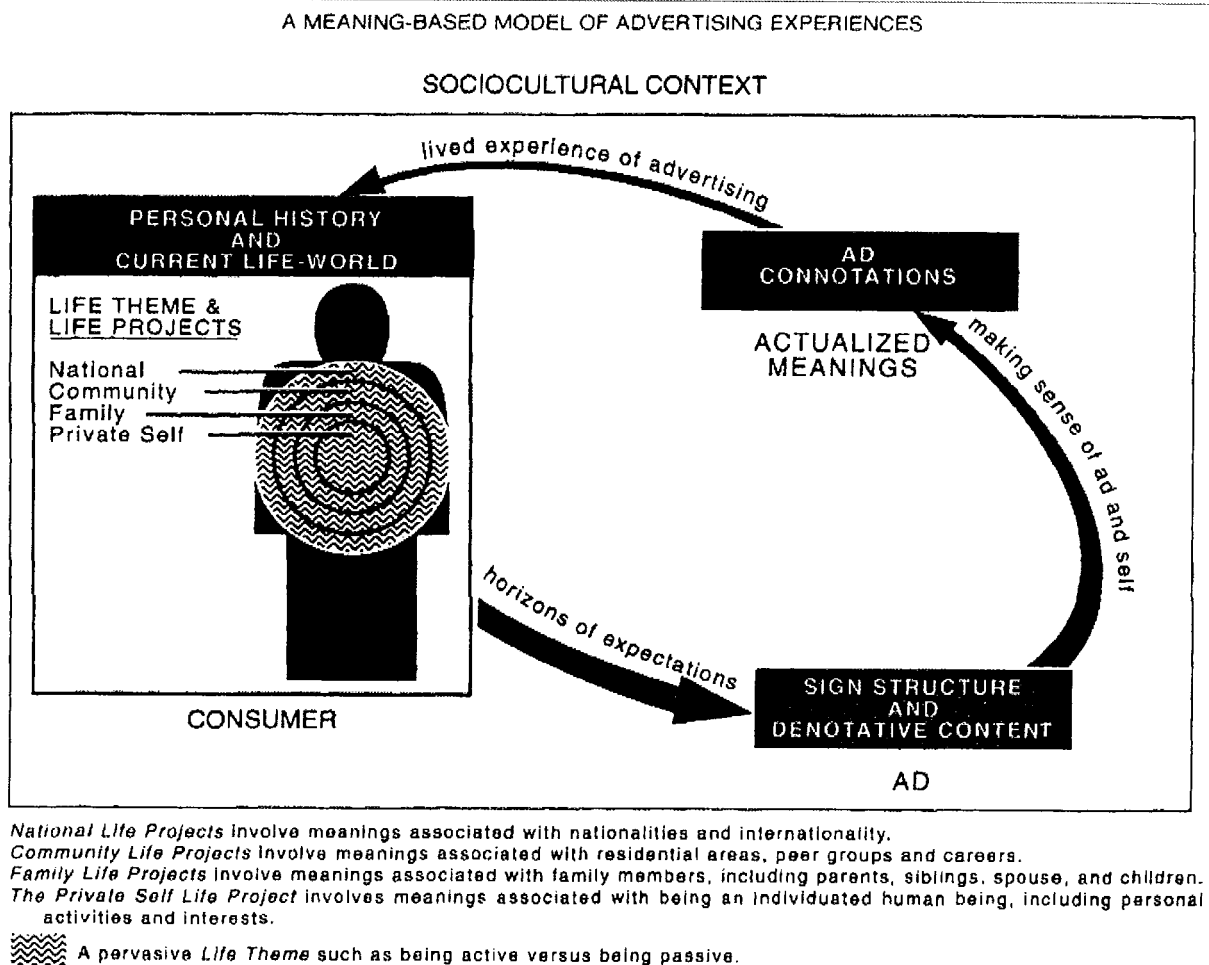 A MEANING-BASED MODEL OF ADVERTISING EXPERIENCES
SOCIOCULTURAL CONTEXT
lived experience of advertising
PERSONAL HISTORY
AND
CURRENT LIFE-WORLD
AD
CONNOTATIONS
LIFE THEME &
LIFE PROJECTS
National
Community
Family
Private Self
ACTUALIZED
MEANINGS
making sense of ad and self
horizons of expectations
SIGN STRUCTURE
AND
DENOTATIVE CONTENT
CONSUMER
AD
National Life Projects involve meanings associated with nationalities and internationality.
Community Life Projects involve meanings associated with residential areas, peer groups and careers.
Family Life Projects involve meanings associated with family members, including parents, siblings, spouse, and children.
The Private Self Life Project involves meanings associated with being an individuated human being, including personal
activities and interests.
A pervasive Life Theme such as being active versus being passive.